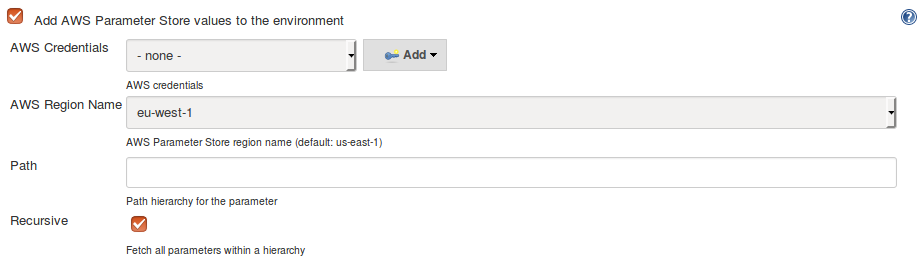 Add AWS Parameter Store values to the environment
?
AWS Credentials
- none -
Add
AWS credentials
AWS Region Name
eu-west-1
AWS Parameter Store region name (default: us-east-1)
Path
Path hierarchy for the parameter
Recursive
Fetch all parameters within a hierarchy